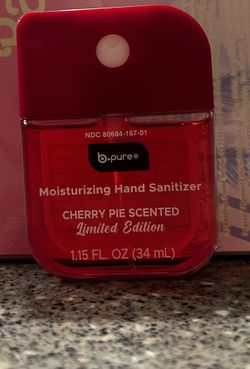 NDC 80684-167-01
b.pure®
Moisturizing Hand Sanitizer
CHERRY PIE SCENTED
Limited Edition
1.15 FL. OZ (34 mL)